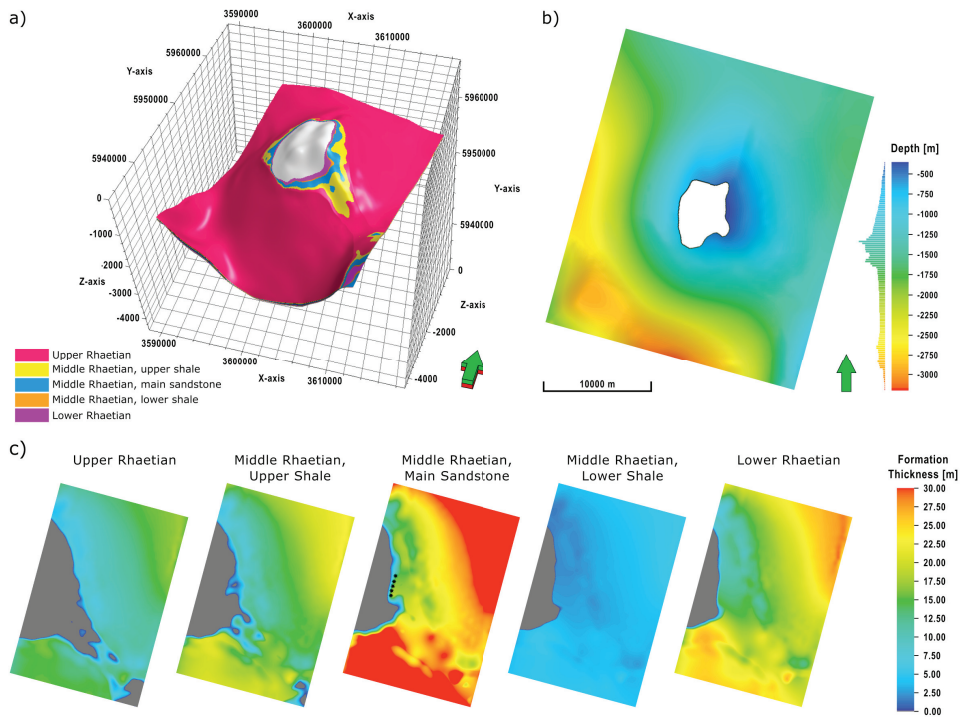 a)
X-axis
3590000
3600000
3610000
5960000
Y-axis
5950000
5940000
0
-1000
-2000
Z-axis
-3000
-4000
5960000
5950000
Y-axis
5940000
0
Z-axis
-2000
-4000
3590000
3600000
X-axis
3610000
Upper Rhaetian
Middle Rhaetian, upper shale
Middle Rhaetian, main sandstone
Middle Rhaetian, lower shale
Lower Rhaetian
b)
Depth [m]
-500
-750
-1000
-1250
-1500
-1750
-2000
-2250
-2500
-2750
-3000
10000 m
c)
Upper Rhaetian
Middle Rhaetian,
Upper Shale
Middle Rhaetian,
Main Sandstone
Middle Rhaetian,
Lower Shale
Lower Rhaetian
Formation
Thickness [m]
30.00
27.50
25.00
22.50
20.00
17.50
15.00
12.50
10.00
7.50
5.00
2.50
0.00